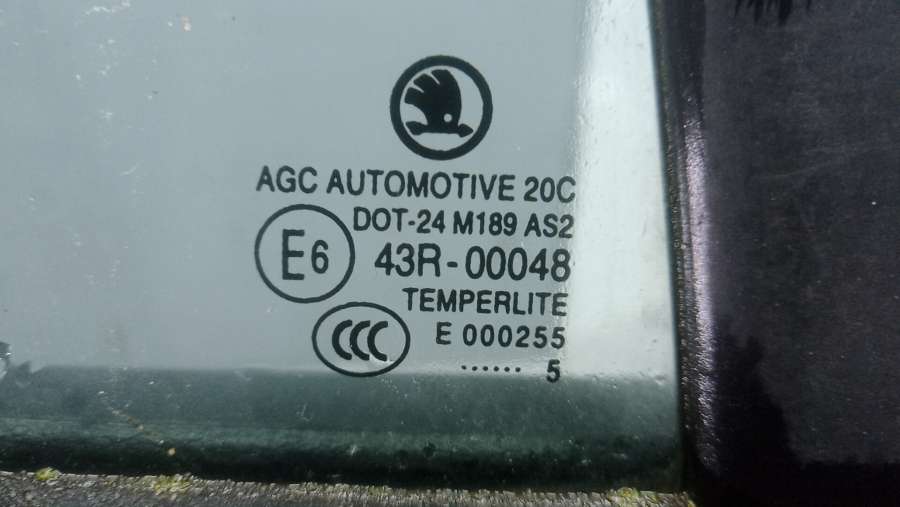 AGC AUTOMOTIVE 20C
DOT-24 M189 AS2
E6 43R-00048
TEMPERLITE
CCC E 000255
...... 5